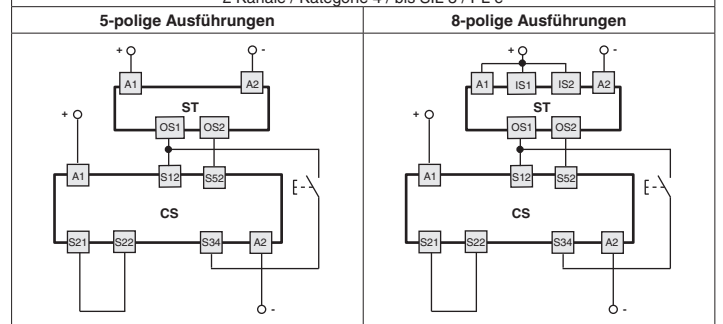 2 Kanäle / Kategorie 4 / bis SIL 3 / PL e
5-polige Ausführungen
8-polige Ausführungen
+ -
A1 A2
ST
OS1 OS2
+
A1 S12 S52
CS
S21 S22 S34 A2
-
+ -
A1 IS1 IS2 A2
ST
OS1 OS2
+
A1 S12 S52
CS
S21 S22 S34 A2
-